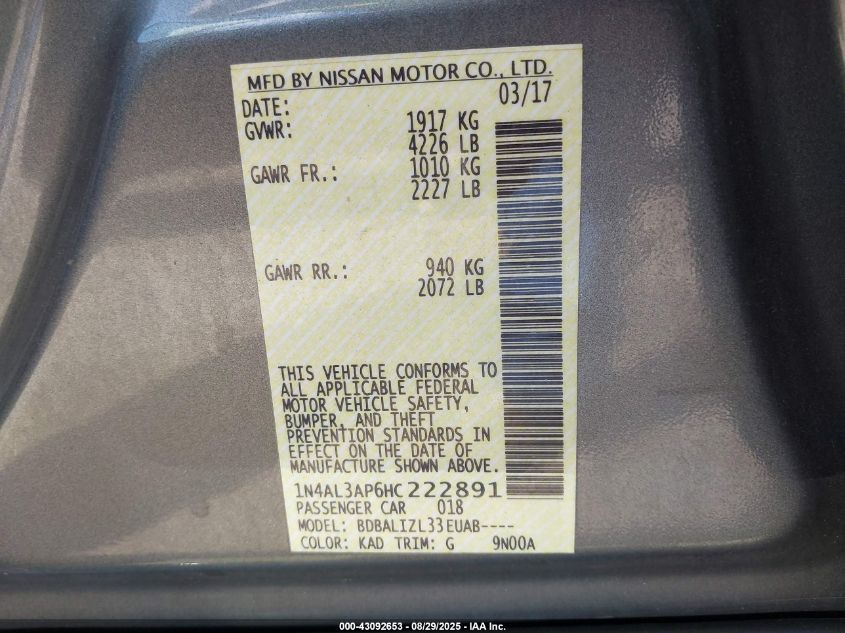 MFD BY NISSAN MOTOR CO., LTD.
DATE: 03/17
GVWR: 1917 KG
4226 LB
GAWR FR.: 1010 KG
2227 LB
GAWR RR.: 940 KG
2072 LB
THIS VEHICLE CONFORMS TO
ALL APPLICABLE FEDERAL
MOTOR VEHICLE SAFETY,
BUMPER, AND THEFT
PREVENTION STANDARDS IN
EFFECT ON THE DATE OF
MANUFACTURE SHOWN ABOVE.
1N4AL3AP6HC222891
PASSENGER CAR 018
MODEL: BDBALIZL33EUAB----
COLOR: KAD TRIM: G 9N00A
000-43092653 - 08/29/2025 - IAA Inc.